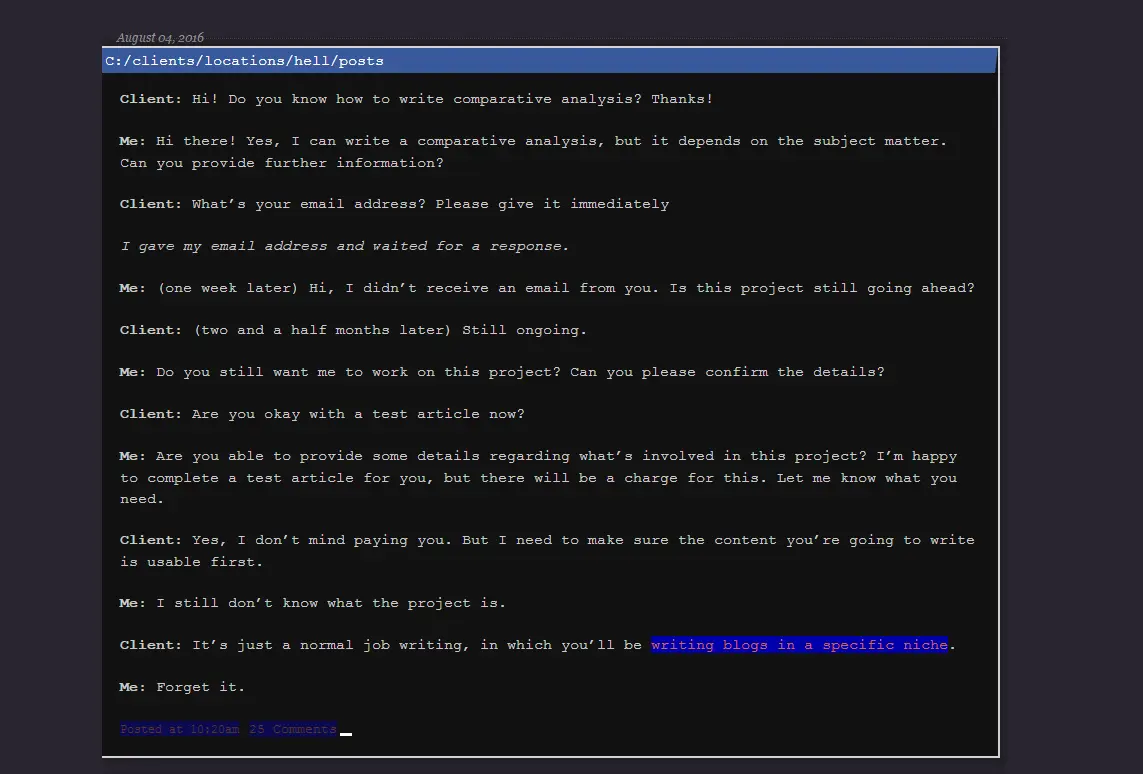 August 04, 2016
C:/clients/locations/hell/posts
Client: Hi! Do you know how to write comparative analysis? Thanks!
Me: Hi there! Yes, I can write a comparative analysis, but it depends on the subject matter.
Can you provide further information?
Client: What’s your email address? Please give it immediately
I gave my email address and waited for a response.
Me: (one week later) Hi, I didn’t receive an email from you. Is this project still going ahead?
Client: (two and a half months later) Still ongoing.
Me: Do you still want me to work on this project? Can you please confirm the details?
Client: Are you okay with a test article now?
Me: Are you able to provide some details regarding what’s involved in this project? I’m happy
to complete a test article for you, but there will be a charge for this. Let me know what you
need.
Client: Yes, I don’t mind paying you. But I need to make sure the content you’re going to write
is usable first.
Me: I still don’t know what the project is.
Client: It’s just a normal job writing, in which you’ll be writing blogs in a specific niche.
Me: Forget it.
Posted at 10:20am 25 Comments